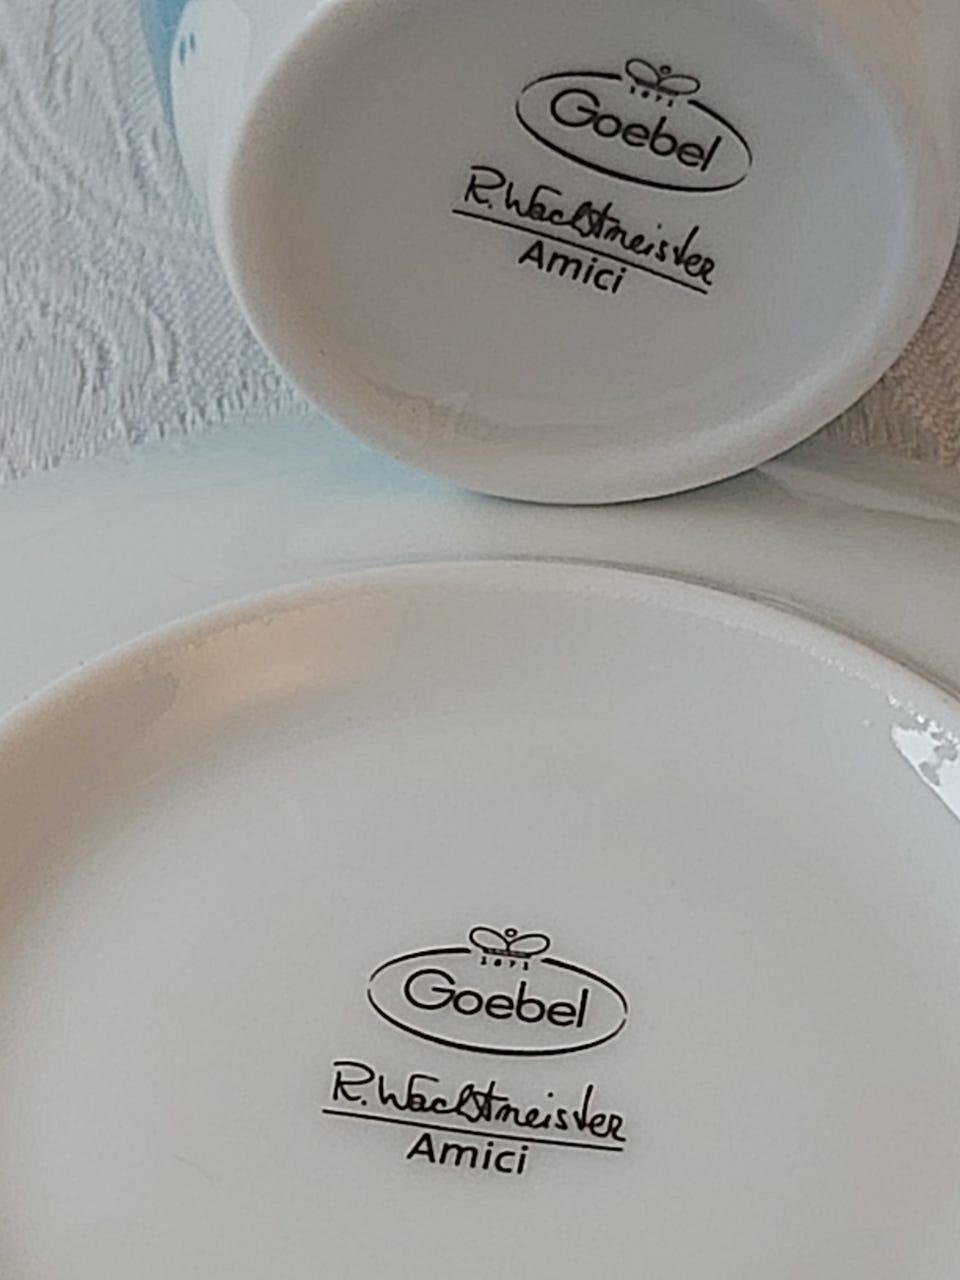 1871
Goebel
R. Wachtmeister
Amici
1871
Goebel
R. Wachtmeister
Amici